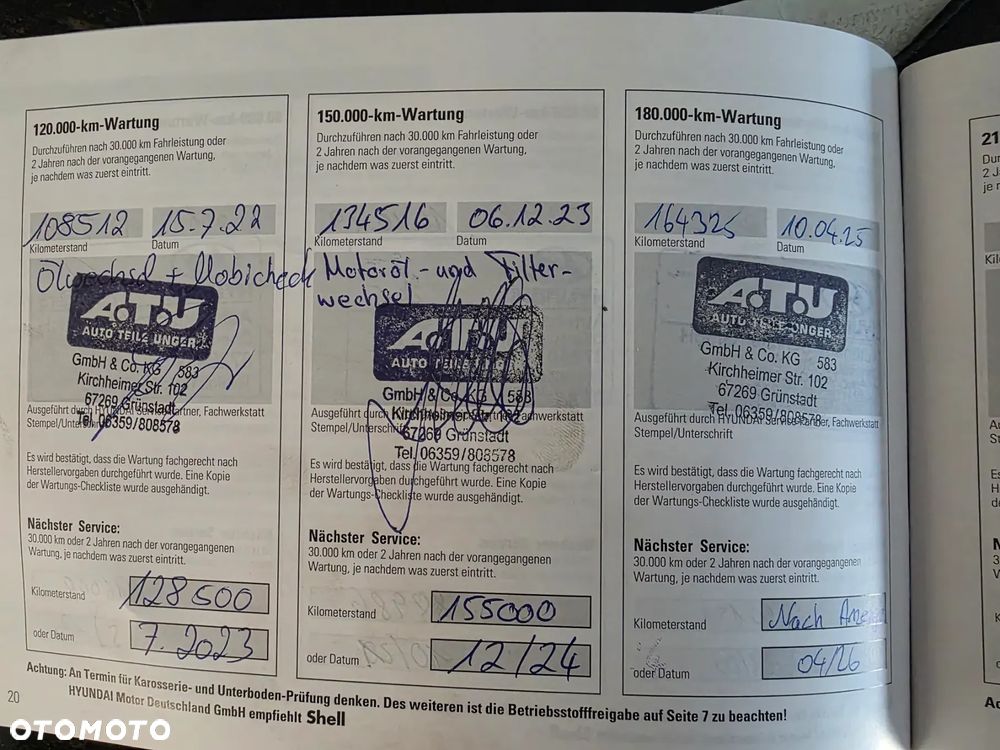 120.000-km-Wartung
Durchzuführen nach 30.000 km Fahrleistung oder
2 Jahren nach der vorangegangenen Wartung,
je nachdem was zuerst eintritt.
108512 15.7.22
Kilometerstand Datum
Ölwechsel + Mobicheck
A.T.U
AUTO TEILE UNGER
GmbH & Co. KG 583
Kirchheimer Str. 102
67269 Grünstadt
Ausgeführt durch HYUNDAI Servicepartner, Fachwerkstatt
Tel. 06359/808578
Stempel/Unterschrift
Es wird bestätigt, dass die Wartung fachgerecht nach
Herstellervorgaben durchgeführt wurde. Eine Kopie
der Wartungs-Checkliste wurde ausgehändigt.
Nächster Service:
30.000 km oder 2 Jahren nach der vorangegangenen
Wartung, je nachdem, was zuerst eintritt.
Kilometerstand 128500
oder Datum 7.2023
150.000-km-Wartung
Durchzuführen nach 30.000 km Fahrleistung oder
2 Jahren nach der vorangegangenen Wartung,
je nachdem was zuerst eintritt.
134516 06.12.23
Kilometerstand Datum
Motoröl- und Filter-
wechsel
A.T.U
AUTO TEILE UNGER
GmbH & Co. KG 583
Ausgeführt durch Fachwerkstatt
Kirchheimer Str. 102
Stempel/Unterschrift
67269 Grünstadt
Tel. 06359/808578
Es wird bestätigt, dass die Wartung fachgerecht nach
Herstellervorgaben durchgeführt wurde. Eine Kopie
der Wartungs-Checkliste wurde ausgehändigt.
Nächster Service:
30.000 km oder 2 Jahren nach der vorangegangenen
Wartung, je nachdem, was zuerst eintritt.
Kilometerstand 155000
oder Datum 12/24
180.000-km-Wartung
Durchzuführen nach 30.000 km Fahrleistung oder
2 Jahren nach der vorangegangenen Wartung,
je nachdem was zuerst eintritt.
164325 10.04.25
Kilometerstand Datum
A.T.U
AUTO TEILE UNGER
GmbH & Co. KG 583
Kirchheimer Str. 102
67269 Grünstadt
Tel. 06359/808578
Ausgeführt durch HYUNDAI Servicepartner, Fachwerkstatt
Stempel/Unterschrift
Es wird bestätigt, dass die Wartung fachgerecht nach
Herstellervorgaben durchgeführt wurde. Eine Kopie
der Wartungs-Checkliste wurde ausgehändigt.
Nächster Service:
30.000 km oder 2 Jahren nach der vorangegangenen
Wartung, je nachdem, was zuerst eintritt.
Kilometerstand Nach
oder Datum 04/26
Achtung: An Termin für Karosserie- und Unterboden-Prüfung denken. Des weiteren ist die Betriebsstofffreigabe auf Seite 7 zu beachten!
HYUNDAI Motor Deutschland GmbH empfiehlt Shell
20
OTOMOTO